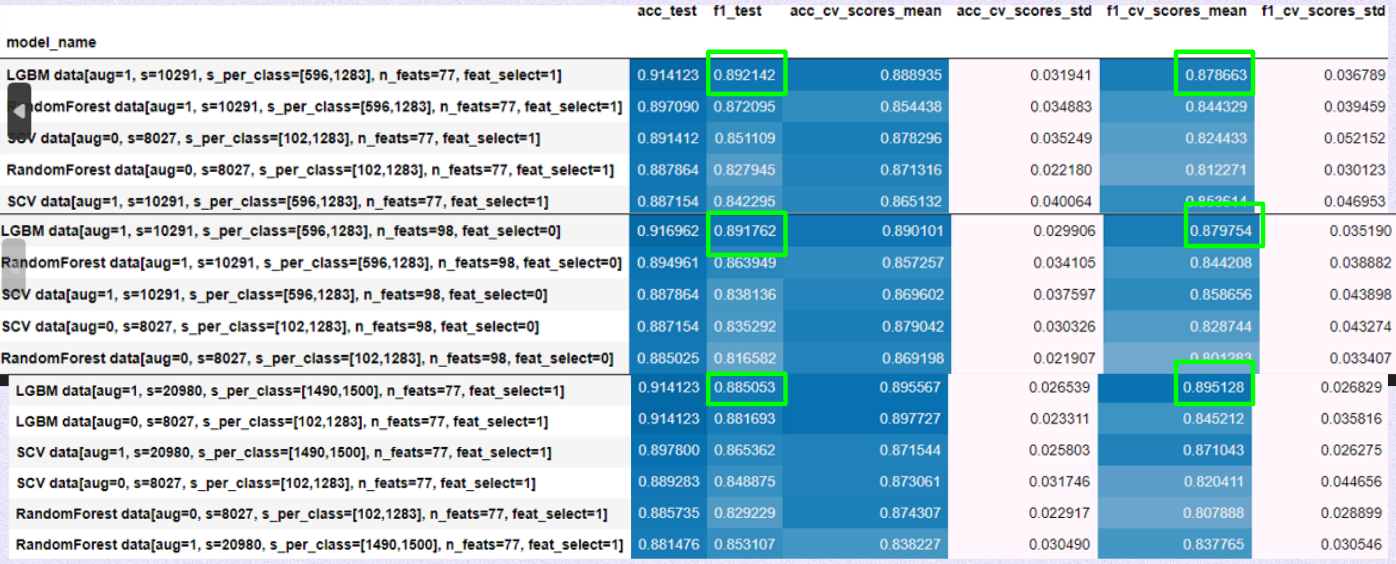 acc_test f1_test acc_cv_scores_mean acc_cv_scores_std f1_cv_scores_mean f1_cv_scores_std
model_name
LGBM data[aug=1, s=10291, s_per_class=[596,1283], n_feats=77, feat_select=1] 0.914123 0.892142 0.888935 0.031941 0.878663 0.036789
data[aug=1, s=10291, s_per_class=[596,1283], n_feats=77, feat_select=1] 0.897090 0.872095 0.854438 0.034883 0.844329 0.039459
SCV data[aug=0, s=8027, s_per_class=[102,1283], n_feats=77, feat_select=1] 0.891412 0.851109 0.878296 0.035249 0.824433 0.052152
RandomForest data[aug=0, s=8027, s_per_class=[102,1283], n_feats=77, feat_select=1] 0.887864 0.827945 0.871316 0.022180 0.812271 0.030123
SCV data[aug=1, s=10291, s_per_class=[596,1283], n_feats=77, feat_select=1] 0.887154 0.842295 0.865132 0.040064 0.046953
LGBM data[aug=1, s=10291, s_per_class=[596,1283], n_feats=98, feat_select=0] 0.916962 0.891762 0.890101 0.029906 0.879754 0.035190
RandomForest data[aug=1, s=10291, s_per_class=[596,1283], n_feats=98, feat_select=0] 0.894961 0.863949 0.857257 0.034105 0.844208 0.038882
SCV data[aug=1, s=10291, s_per_class=[596,1283], n_feats=98, feat_select=0] 0.887864 0.838136 0.869602 0.037597 0.858656 0.043898
SCV data[aug=0, s=8027, s_per_class=[102,1283], n_feats=98, feat_select=0] 0.887154 0.835292 0.879042 0.030326 0.828744 0.043274
RandomForest data[aug=0, s=8027, s_per_class=[102,1283], n_feats=98, feat_select=0] 0.885025 0.816582 0.869198 0.021907 0.801283 0.033407
LGBM data[aug=1, s=20980, s_per_class=[1490,1500], n_feats=77, feat_select=1] 0.914123 0.885053 0.895567 0.026539 0.895128 0.026829
LGBM data[aug=0, s=8027, s_per_class=[102,1283], n_feats=77, feat_select=1] 0.914123 0.881693 0.897727 0.023311 0.845212 0.035816
SCV data[aug=1, s=20980, s_per_class=[1490,1500], n_feats=77, feat_select=1] 0.897800 0.865362 0.871544 0.025803 0.871043 0.026275
SCV data[aug=0, s=8027, s_per_class=[102,1283], n_feats=77, feat_select=1] 0.889283 0.848875 0.873061 0.031746 0.820411 0.044656
RandomForest data[aug=0, s=8027, s_per_class=[102,1283], n_feats=77, feat_select=1] 0.885735 0.829229 0.874307 0.022917 0.807888 0.028899
RandomForest data[aug=1, s=20980, s_per_class=[1490,1500], n_feats=77, feat_select=1] 0.881476 0.853107 0.838227 0.030490 0.837765 0.030546